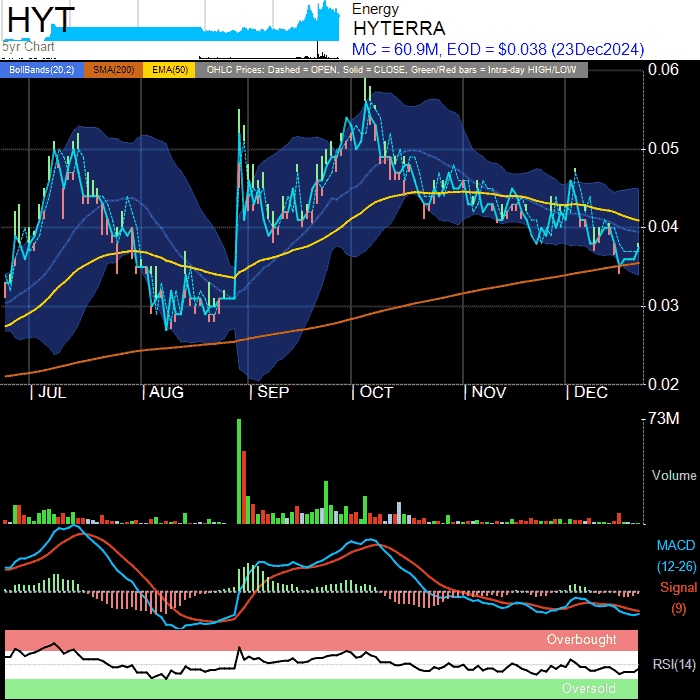 HYT
Energy
HYTERRA
5yr Chart
MC = 60.9M, EOD = $0.038 (23Dec2024)
BollBands(20,2) SMA(200) EMA(50) OHLC Prices: Dashed = OPEN, Solid = CLOSE, Green/Red bars = Intra-day HIGH/LOW
0.06
0.05
0.04
0.03
0.02
| JUL | AUG | SEP | OCT | NOV | DEC
73M
Volume
MACD
(12-26)
Signal
(9)
Overbought
RSI(14)
Oversold